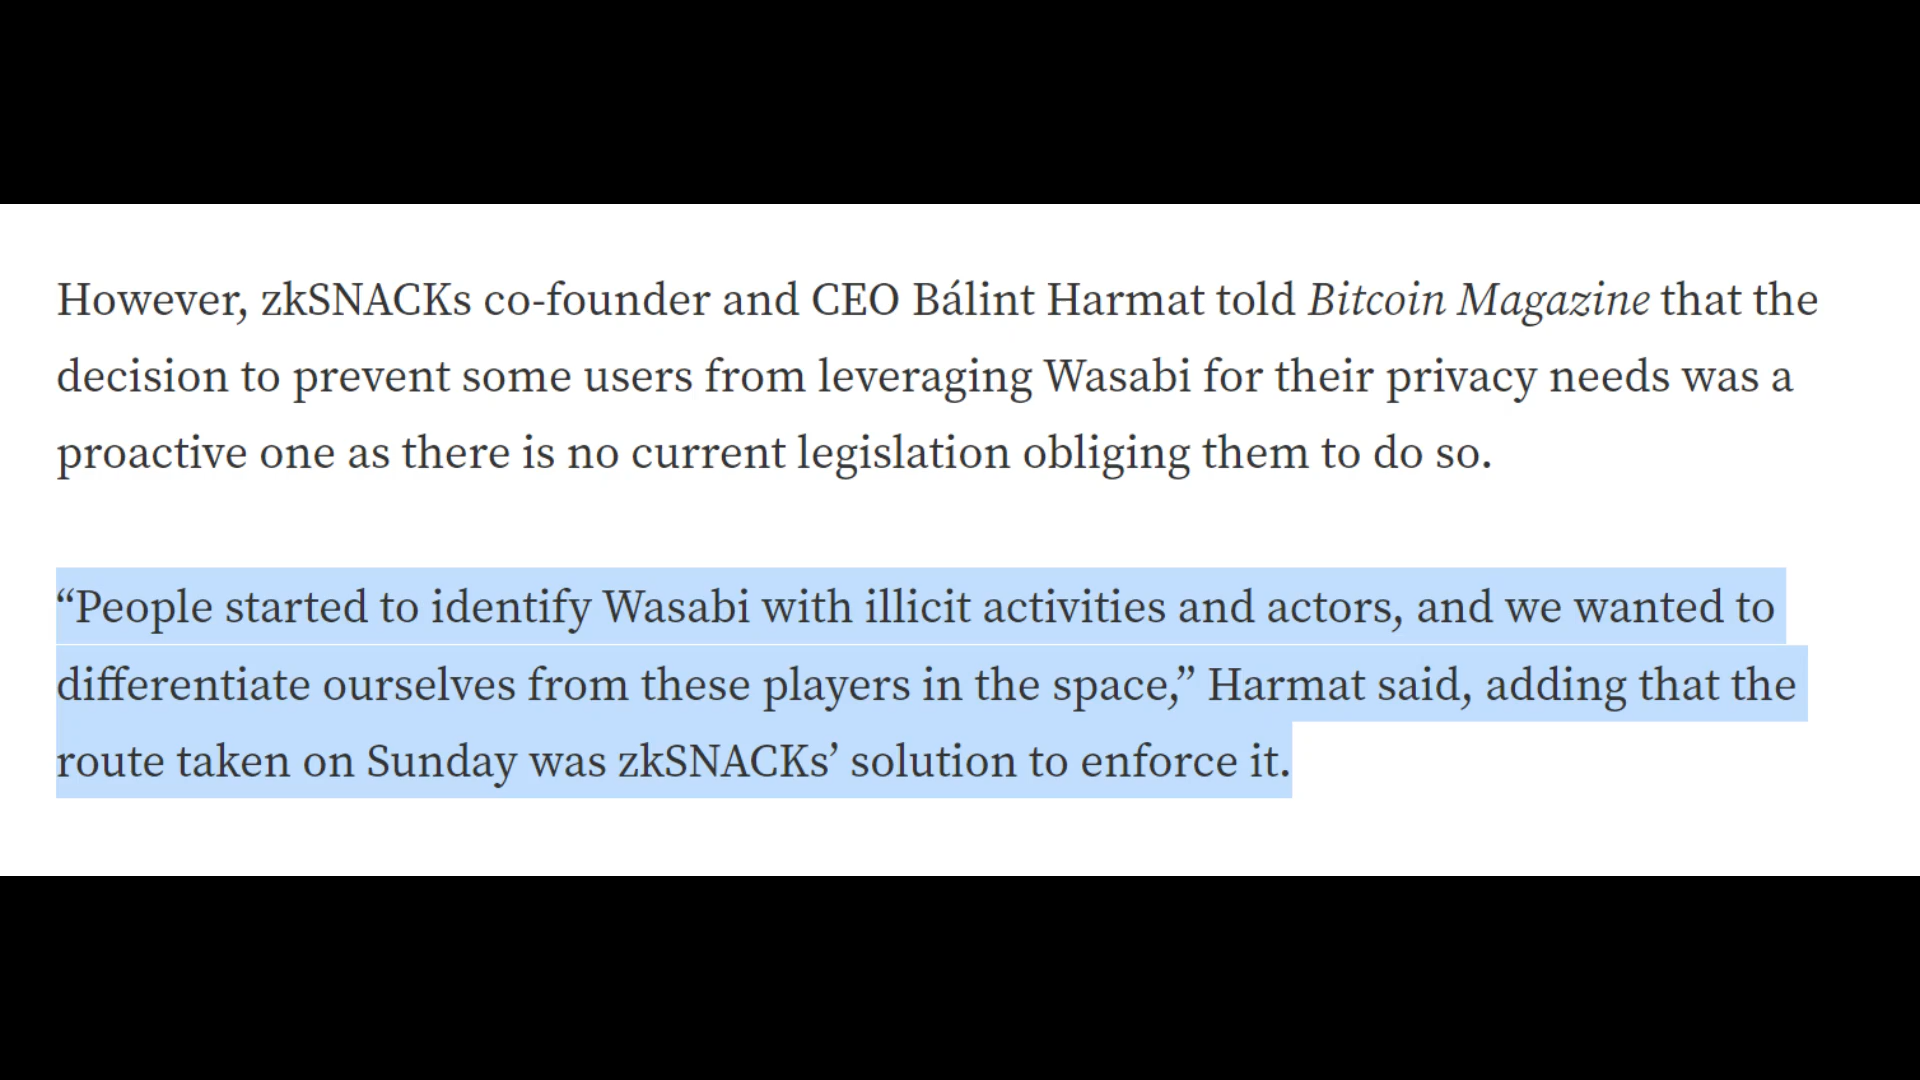 However, zkSNACKs co-founder and CEO Bálint Harmat told Bitcoin Magazine that the
decision to prevent some users from leveraging Wasabi for their privacy needs was a
proactive one as there is no current legislation obliging them to do so.
“People started to identify Wasabi with illicit activities and actors, and we wanted to
differentiate ourselves from these players in the space,” Harmat said, adding that the
route taken on Sunday was zkSNACKs’ solution to enforce it.